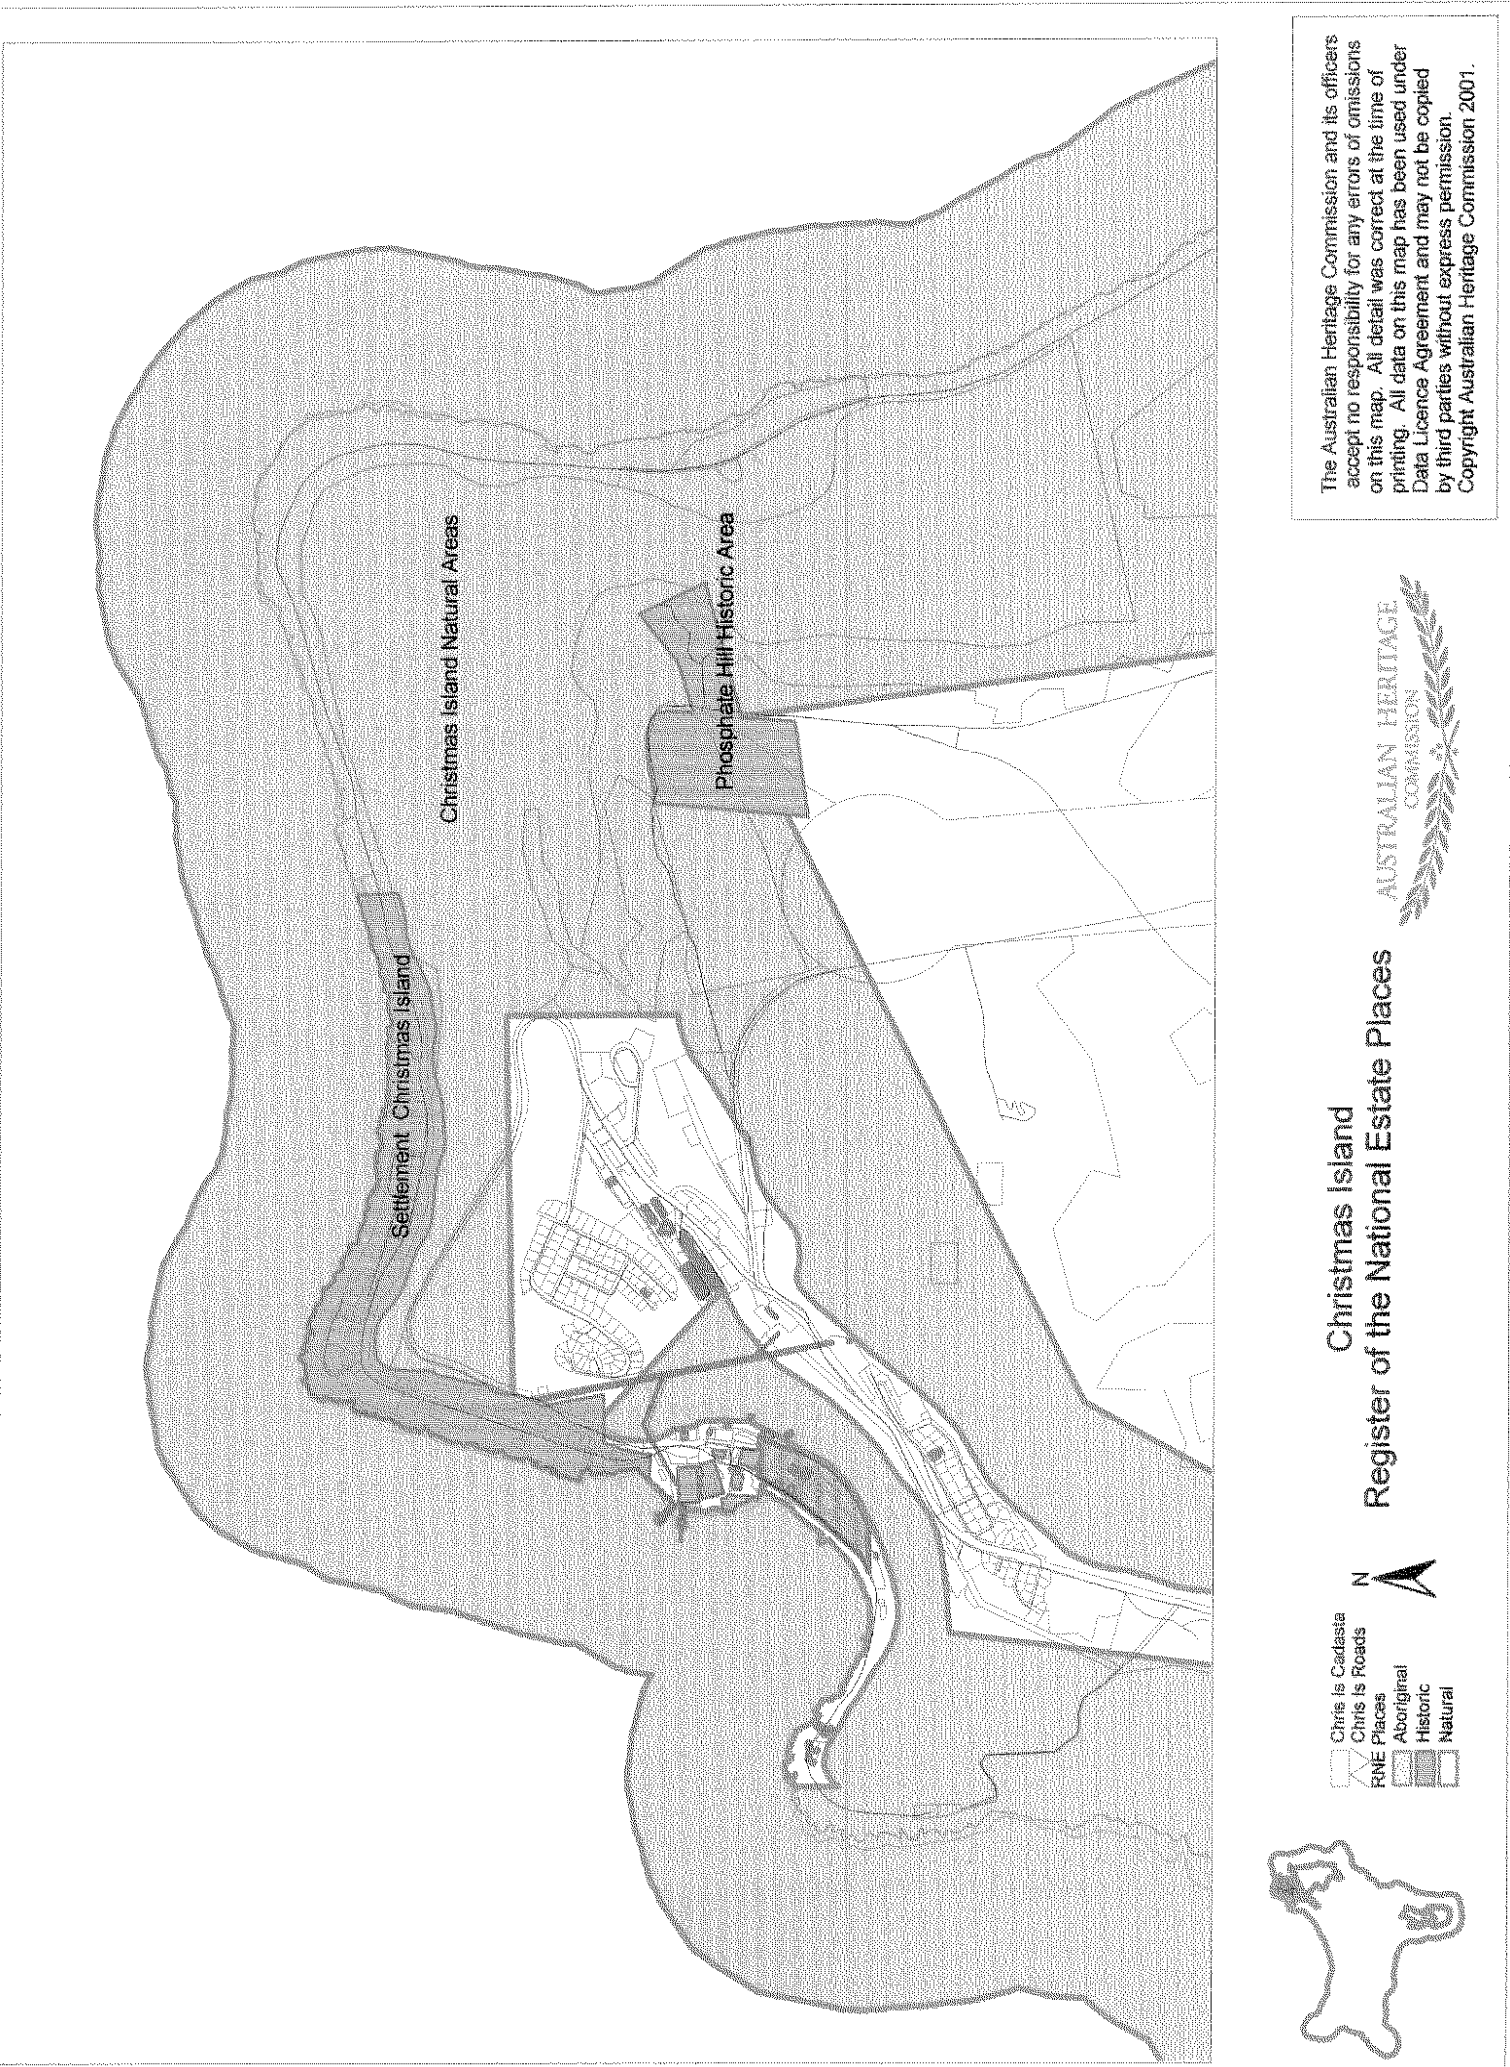 Christmas Island Natural Areas
Settlement Christmas Island
Phosphate Hill Historic Area
Chris Is Cadasta
Chris Is Roads
RNE Places
Aboriginal
Historic
Natural
N
Christmas Island
Register of the National Estate Places
AUSTRALIAN HERITAGE
COMMISSION
The Australian Heritage Commission and its officers
accept no responsibility for any errors of omissions
on this map. All detail was correct at the time of
printing. All data on this map has been used under
Data Licence Agreement and may not be copied
by third parties without express permission.
Copyright Australian Heritage Commission 2001.